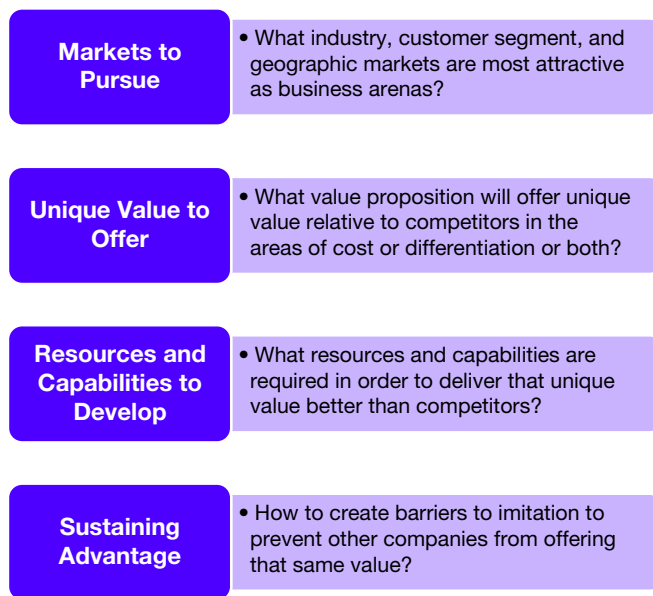 Markets to
Pursue
• What industry, customer segment, and
geographic markets are most attractive
as business arenas?
Unique Value to
Offer
• What value proposition will offer unique
value relative to competitors in the
areas of cost or differentiation or both?
Resources and
Capabilities to
Develop
• What resources and capabilities are
required in order to deliver that unique
value better than competitors?
Sustaining
Advantage
• How to create barriers to imitation to
prevent other companies from offering
that same value?